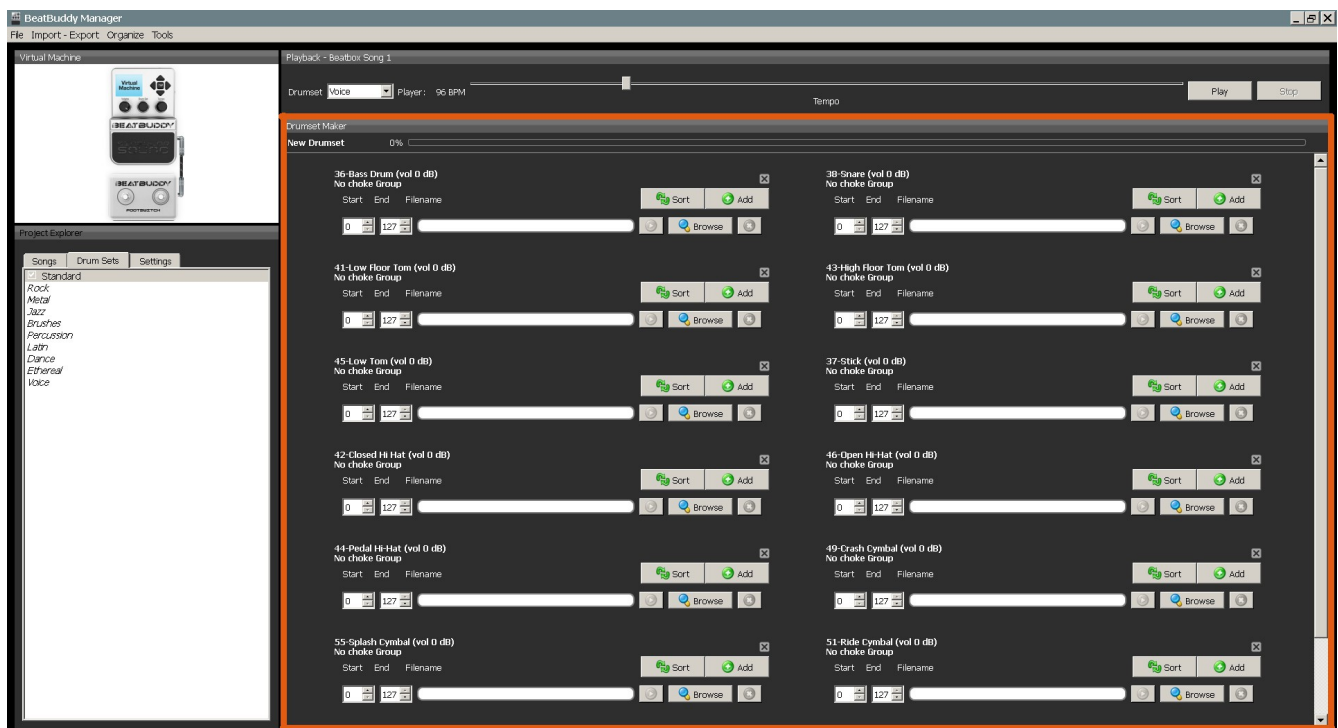 BeatBuddy Manager
File Import - Export Organize Tools
Virtual Machine
Virtual Machine
BEATBUDDY
BEATBUDDY
FOOTSWITCH
Playback - Beatbox Song 1
Drumset Voice Player: 96 BPM
Tempo
Play Stop
Project Explorer
Songs Drum Sets Settings
Standard
Rock
Metal
Jazz
Brushes
Percussion
Latin
Dance
Ethereal
Voice
Drumset Maker
New Drumset 0%
36-Bass Drum (vol 0 dB)
No choke Group
Start End Filename Sort Add
0 127 Browse
38-Snare (vol 0 dB)
No choke Group
Start End Filename Sort Add
0 127 Browse
41-Low Floor Tom (vol 0 dB)
No choke Group
Start End Filename Sort Add
0 127 Browse
43-High Floor Tom (vol 0 dB)
No choke Group
Start End Filename Sort Add
0 127 Browse
45-Low Tom (vol 0 dB)
No choke Group
Start End Filename Sort Add
0 127 Browse
37-Stick (vol 0 dB)
No choke Group
Start End Filename Sort Add
0 127 Browse
42-Closed Hi Hat (vol 0 dB)
No choke Group
Start End Filename Sort Add
0 127 Browse
46-Open Hi-Hat (vol 0 dB)
No choke Group
Start End Filename Sort Add
0 127 Browse
44-Pedal Hi-Hat (vol 0 dB)
No choke Group
Start End Filename Sort Add
0 127 Browse
49-Crash Cymbal (vol 0 dB)
No choke Group
Start End Filename Sort Add
0 127 Browse
55-Splash Cymbal (vol 0 dB)
No choke Group
Start End Filename Sort Add
0 127 Browse
51-Ride Cymbal (vol 0 dB)
No choke Group
Start End Filename Sort Add
0 127 Browse